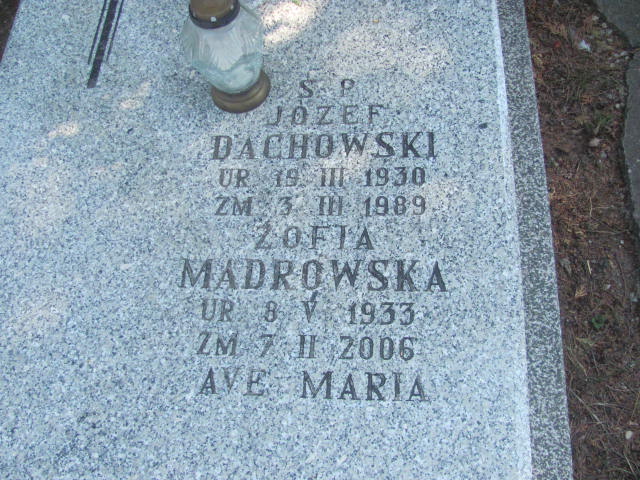 Ś P
JÓZEF
DACHOWSKI
UR 19 III 1930
ZM 3 III 1989
ZOFIA
MĄDROWSKA
UR 8 V 1933
ZM 7 II 2006
AVE MARIA